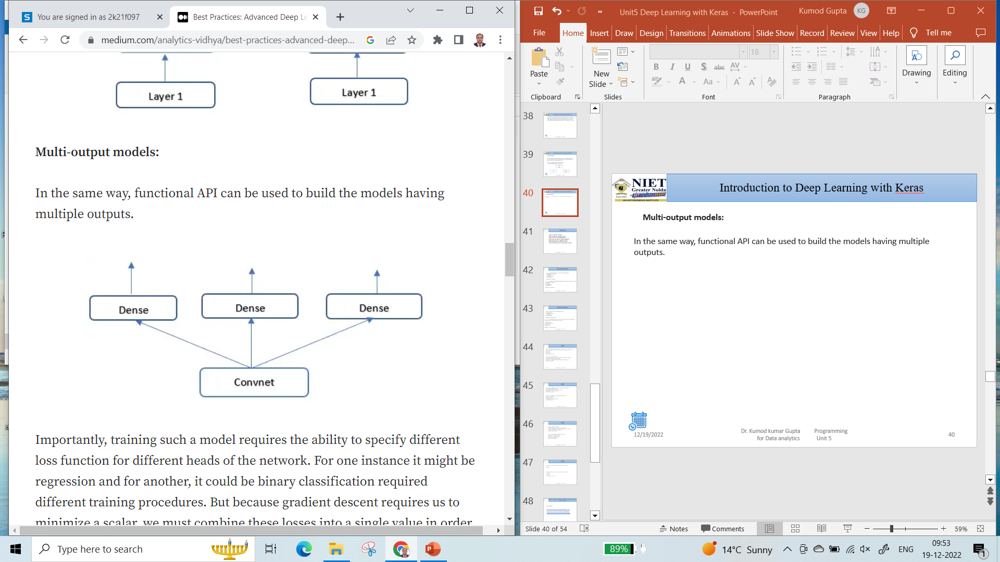 You are signed in as 2k21f097
Best Practices: Advanced Deep Le
medium.com/analytics-vidhya/best-practices-advanced-deep...
Layer 1
Layer 1
Multi-output models:
In the same way, functional API can be used to build the models having
multiple outputs.
Dense
Dense
Dense
Convnet
Importantly, training such a model requires the ability to specify different
loss function for different heads of the network. For one instance it might be
regression and for another, it could be binary classification required
different training procedures. But because gradient descent requires us to
minimize a scalar, we must combine these losses into a single value in order
Unit5 Deep Learning with Keras - PowerPoint
Kumod Gupta
KG
File Home Insert Draw Design Transitions Animations Slide Show Record Review View Help Tell me
Paste
New
Slide
18
B I U S abc AV
A Aa A A
Drawing
Editing
Clipboard
Slides
Font
Paragraph
38
39
40
41
42
43
44
45
46
47
48
NIET
Greater Noida
GET FUTURE READY
AN AUTONOMOUS INSTITUTE
Introduction to Deep Learning with Keras
Multi-output models:
In the same way, functional API can be used to build the models having multiple
outputs.
12/19/2022
Dr. Kumod kumar Gupta Programming
for Data analytics Unit 5
40
Slide 40 of 54
Notes
Comments
59%
Type here to search
89%
14°C Sunny
ENG
09:53
19-12-2022
1